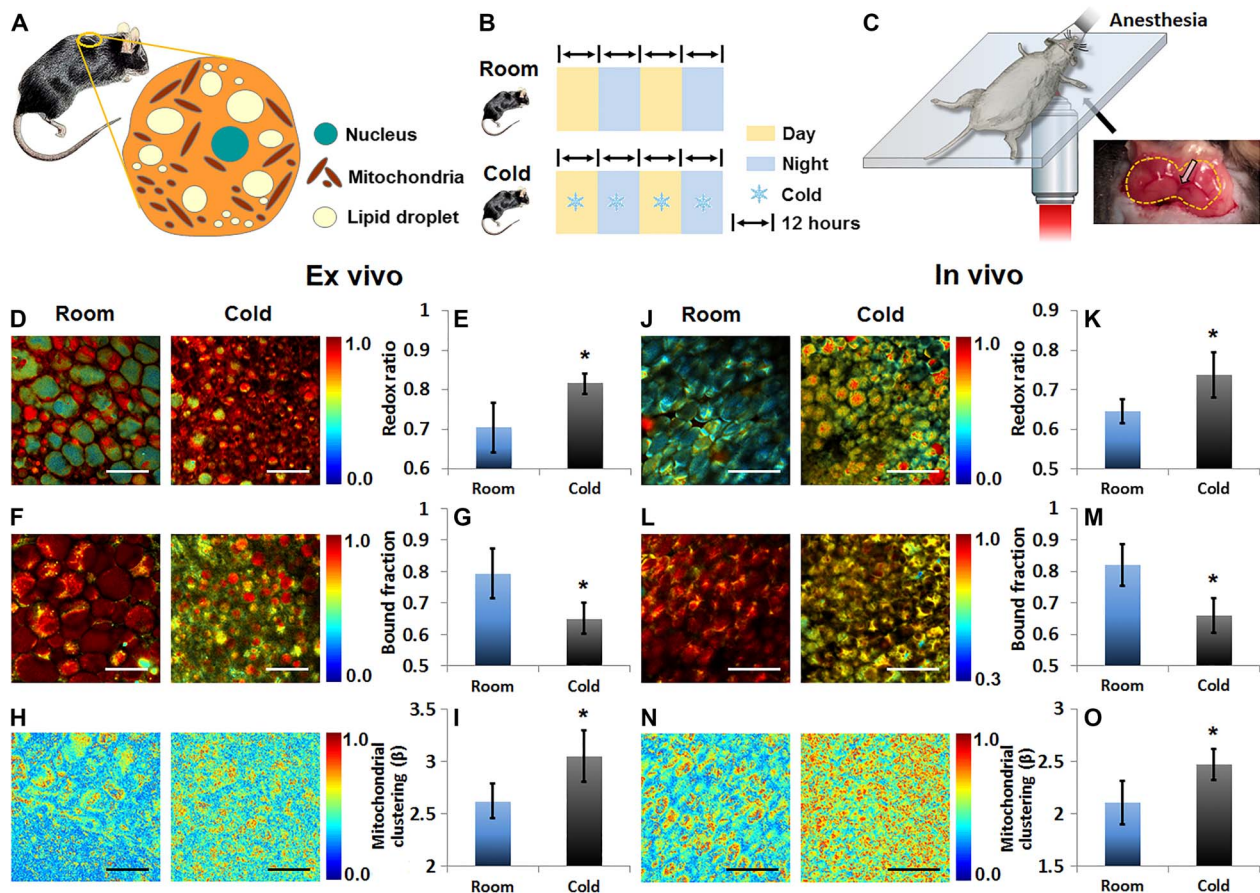 A
Nucleus
Mitochondria
Lipid droplet
B
Room
Cold
Day
Night
Cold
12 hours
C
Anesthesia
Ex vivo
In vivo
D
Room
Cold
1.0
0.0
E
Redox ratio
1
0.9
0.8
0.7
0.6
*
Room
Cold
F
1.0
0.0
G
Bound fraction
1
0.9
0.8
0.7
0.6
0.5
*
Room
Cold
H
1.0
0.0
I
Mitochondrial
clustering (β)
3.5
3
2.5
2
*
Room
Cold
J
Room
Cold
1.0
0.0
K
Redox ratio
0.9
0.8
0.7
0.6
0.5
*
Room
Cold
L
1.0
0.3
M
Bound fraction
1
0.9
0.8
0.7
0.6
0.5
*
Room
Cold
N
1.0
0.0
O
Mitochondrial
clustering (β)
3
2.5
2
1.5
*
Room
Cold